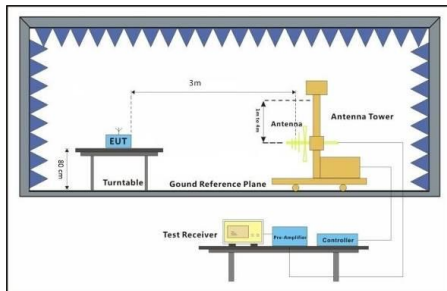 3m
1m to 4m
Antenna
Antenna Tower
EUT
80 cm
Turntable
Gound Reference Plane
Test Receiver
Pre-Amplifier
Controller